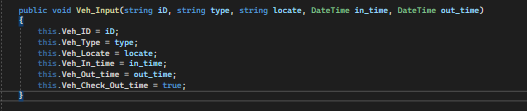 public void Veh_Input(string iD, string type, string locate, DateTime in_time, DateTime out_time)
{
this.Veh_ID = iD;
this.Veh_Type = type;
this.Veh_Locate = locate;
this.Veh_In_time = in_time;
this.Veh_Out_time = out_time;
this.Veh_Check_Out_time = true;
}